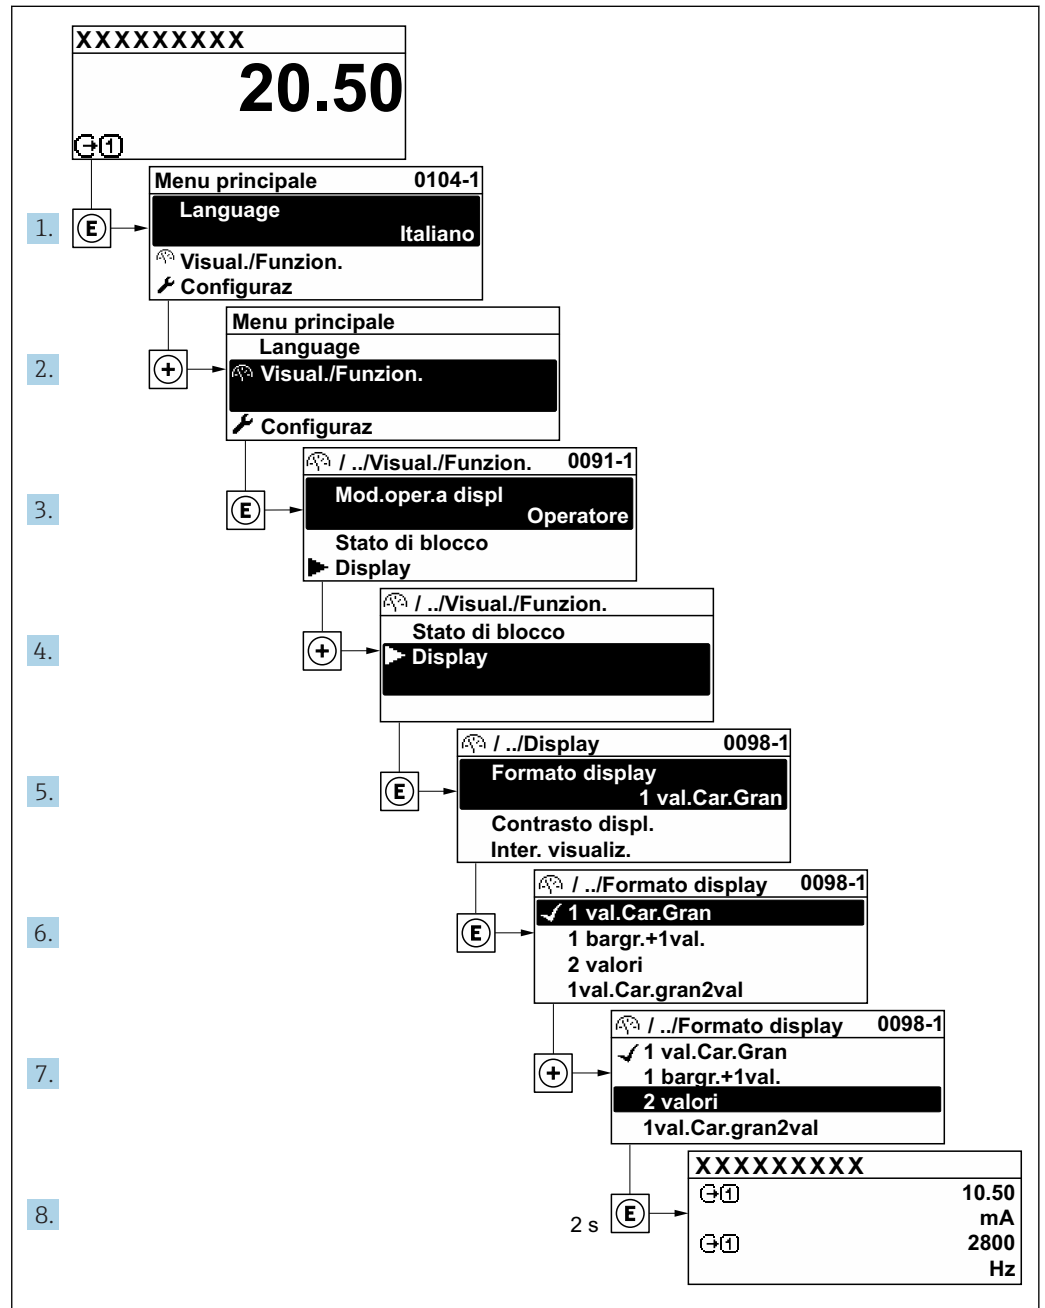 XXXXXXXXX
20.50
1
Menu principale 0104-1
Language
1. E
Italiano
Visual./Funzion.
Configuraz
Menu principale
Language
2. + Visual./Funzion.
Configuraz
/ ../Visual./Funzion. 0091-1
Mod.oper.a displ
3. E
Operatore
Stato di blocco
Display
/ ../Visual./Funzion.
Stato di blocco
4. + Display
/ ../Display 0098-1
Formato display
5. E
1 val.Car.Gran
Contrasto displ.
Inter. visualiz.
/ ../Formato display 0098-1
1 val.Car.Gran
6. E
1 bargr.+1val.
2 valori
1val.Car.gran2val
/ ../Formato display 0098-1
1 val.Car.Gran
7. +
1 bargr.+1val.
2 valori
1val.Car.gran2val
XXXXXXXXX
1 10.50
8. 2 s E
mA
1 2800
Hz